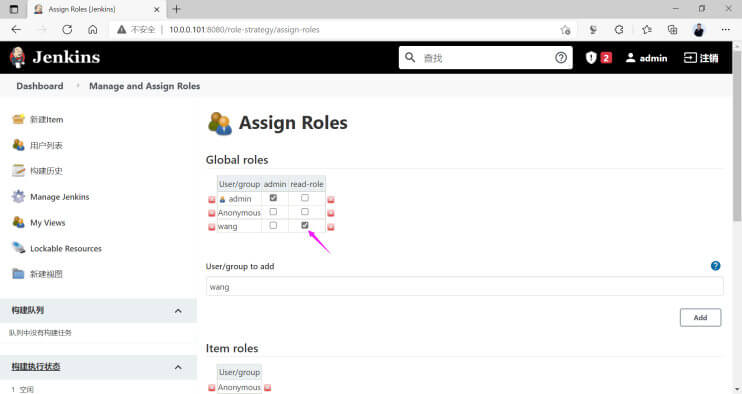 Assign Roles [Jenkins]
不安全 | 10.0.0.101:8080/role-strategy/assign-roles
Jenkins
查找
2
admin
注销
Dashboard
Manage and Assign Roles
新建Item
用户列表
构建历史
Manage Jenkins
My Views
Lockable Resources
新建视图
构建队列
队列中没有构建任务
构建执行状态
1 空闲
Assign Roles
Global roles
User/group admin read-role
admin
Anonymous
wang
User/group to add
wang
Add
Item roles
User/group
Anonymous